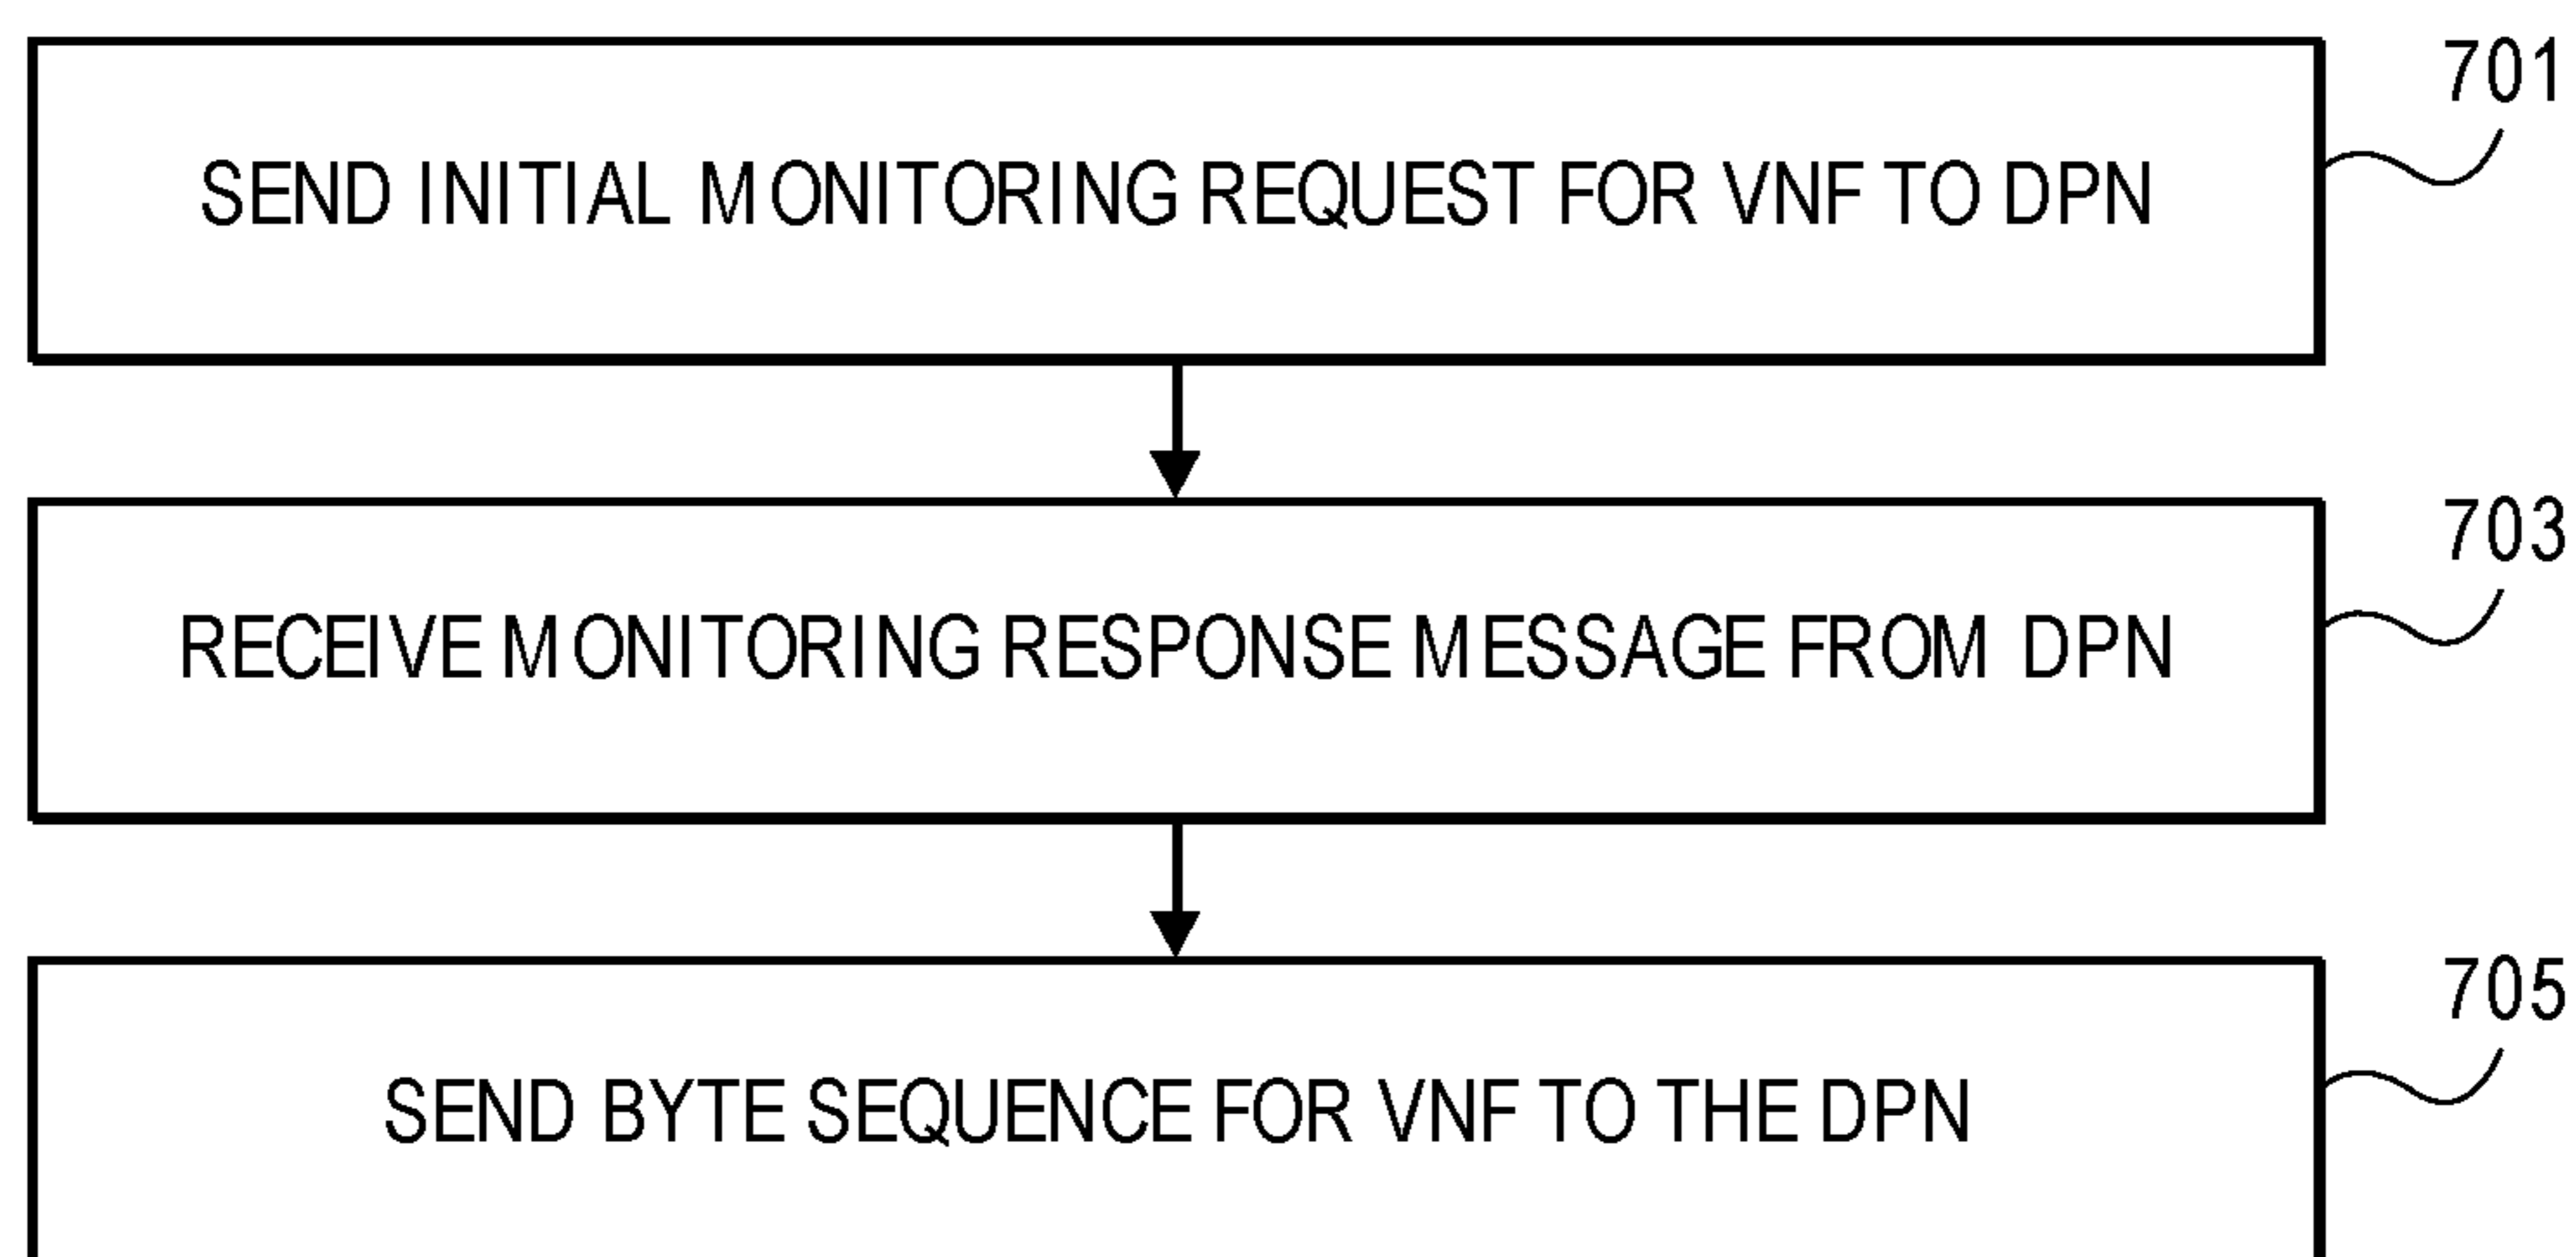 701
SEND INITIAL MONITORING REQUEST FOR VNF TO DPN
703
RECEIVE MONITORING RESPONSE MESSAGE FROM DPN
705
SEND BYTE SEQUENCE FOR VNF TO THE DPN